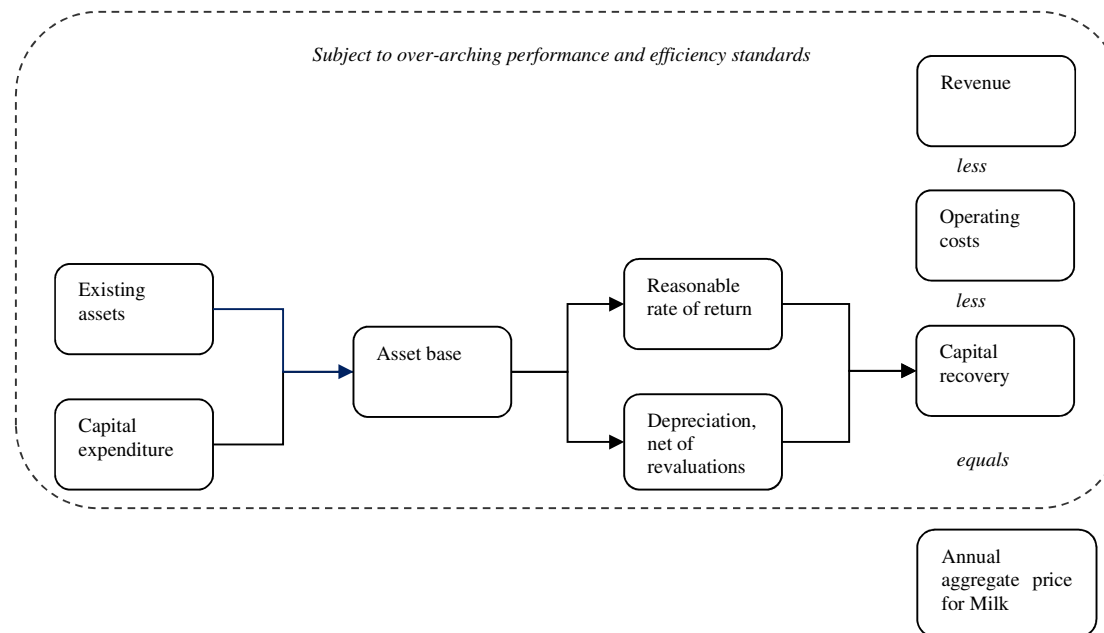 Subject to over-arching performance and efficiency standards
Revenue
less
Operating
costs
Existing
assets
Reasonable
rate of return
less
Asset base
Capital
recovery
Capital
expenditure
Depreciation,
net of
revaluations
equals
Annual
aggregate price
for Milk